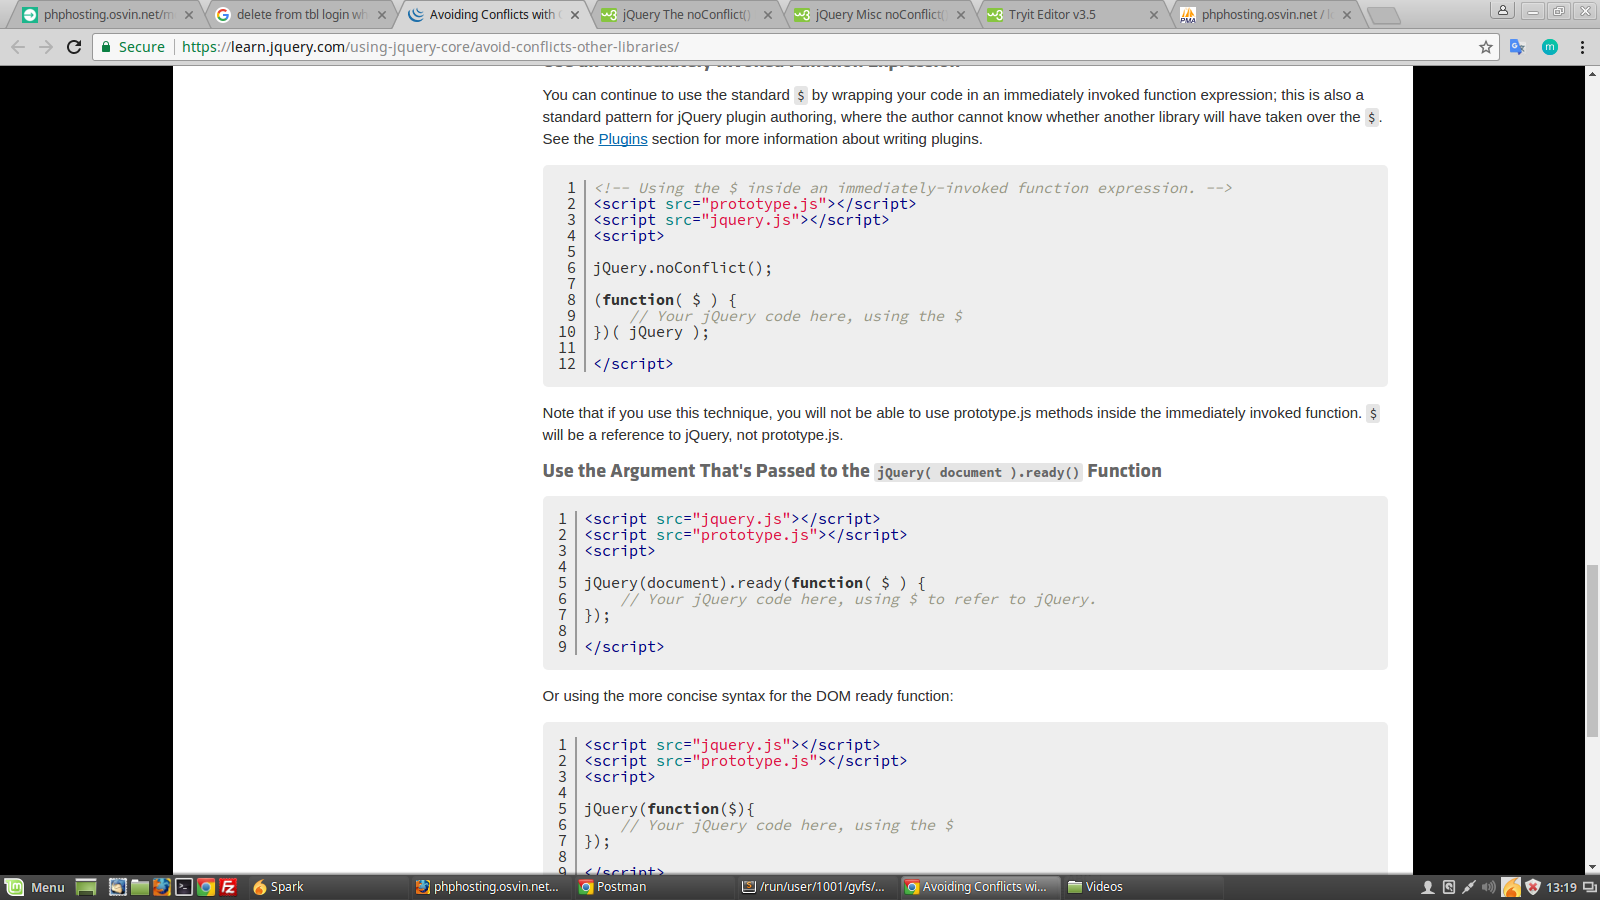 phphosting.osvin.net/m
delete from tbl login wh
Avoiding Conflicts with
jQuery The noConflict()
jQuery Misc noConflict(
Tryit Editor v3.5
phphosting.osvin.net /
Secure
https://learn.jquery.com/using-jquery-core/avoid-conflicts-other-libraries/
You can continue to use the standard $ by wrapping your code in an immediately invoked function expression; this is also a
standard pattern for jQuery plugin authoring, where the author cannot know whether another library will have taken over the $.
See the Plugins section for more information about writing plugins.
1 <!-- Using the $ inside an immediately-invoked function expression. -->
2 <script src="prototype.js"></script>
3 <script src="jquery.js"></script>
4 <script>
5
6 jQuery.noConflict();
7
8 (function( $ ) {
9 // Your jQuery code here, using the $
10 })( jQuery );
11
12 </script>
Note that if you use this technique, you will not be able to use prototype.js methods inside the immediately invoked function. $
will be a reference to jQuery, not prototype.js.
Use the Argument That's Passed to the jQuery( document ).ready() Function
1 <script src="jquery.js"></script>
2 <script src="prototype.js"></script>
3 <script>
4
5 jQuery(document).ready(function( $ ) {
6 // Your jQuery code here, using $ to refer to jQuery.
7 });
8
9 </script>
Or using the more concise syntax for the DOM ready function:
1 <script src="jquery.js"></script>
2 <script src="prototype.js"></script>
3 <script>
4
5 jQuery(function($){
6 // Your jQuery code here, using the $
7 });
8
9 </script>
Menu
Spark
phphosting.osvin.net...
Postman
/run/user/1001/gvfs/...
Avoiding Conflicts wi...
Videos
13:19